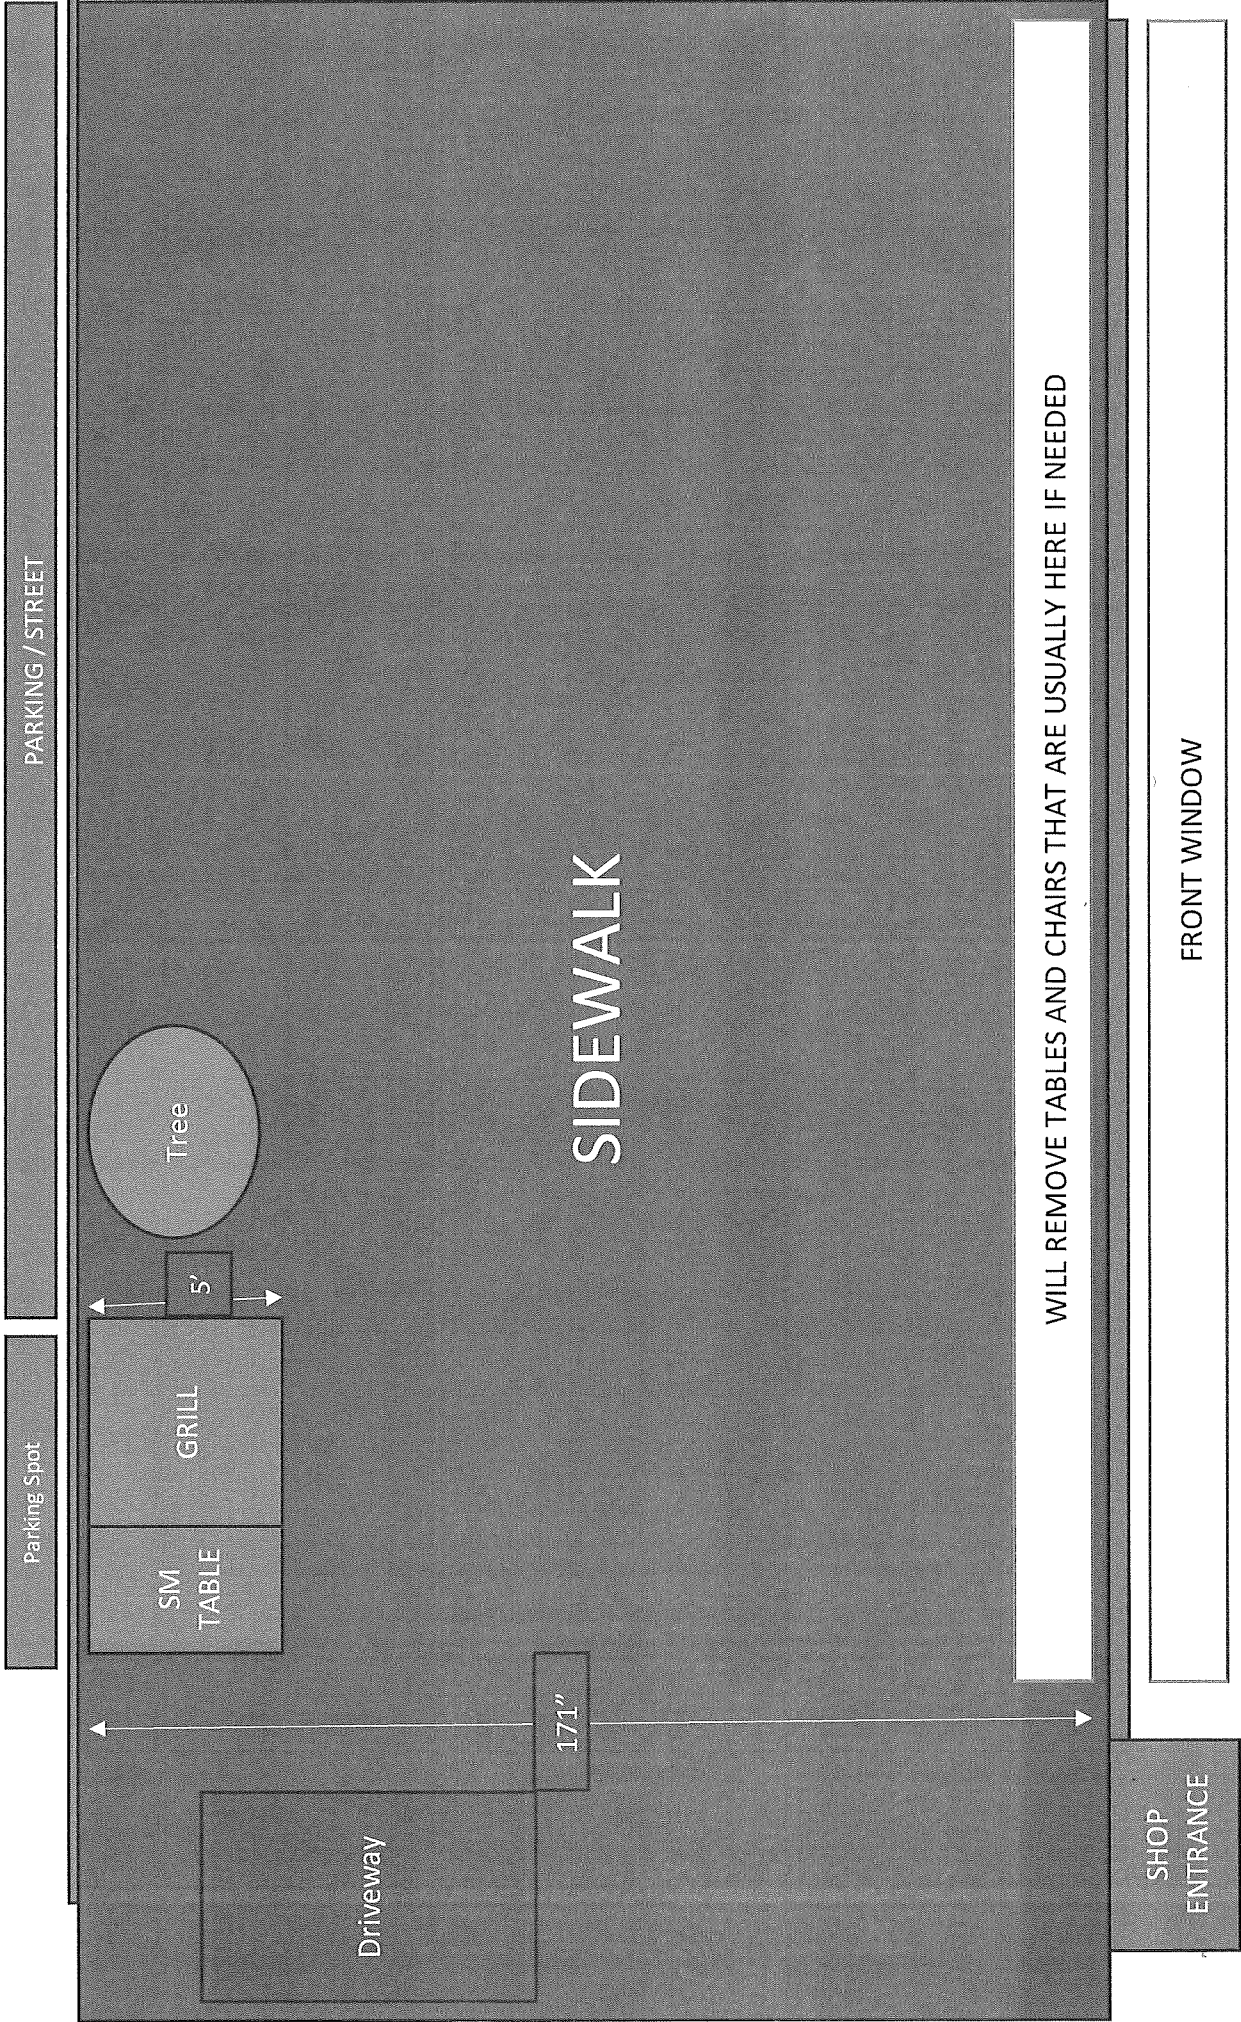 PARKING / STREET
Parking Spot
Tree
5'
GRILL
SM
TABLE
SIDEWALK
171”
Driveway
WILL REMOVE TABLES AND CHAIRS THAT ARE USUALLY HERE IF NEEDED
FRONT WINDOW
SHOP
ENTRANCE